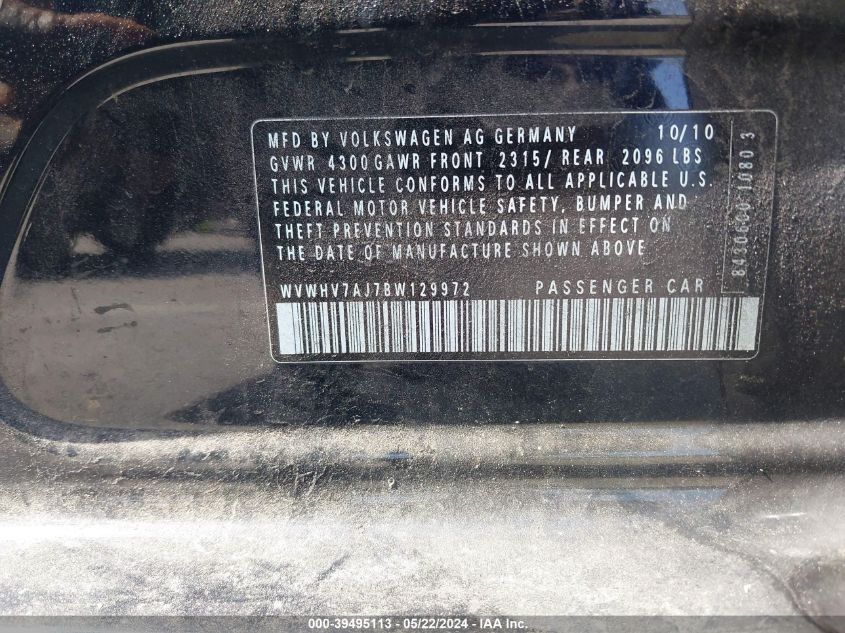 MFD BY VOLKSWAGEN AG GERMANY 10/10
GVWR 4300 GAWR FRONT 2315/ REAR 2096 LBS
THIS VEHICLE CONFORMS TO ALL APPLICABLE U.S.
FEDERAL MOTOR VEHICLE SAFETY, BUMPER AND
THEFT PREVENTION STANDARDS IN EFFECT ON
THE DATE OF MANUFACTURE SHOWN ABOVE
WVWHV7AJ7BW129972 PASSENGER CAR
000-39495113 - 05/22/2024 - IAA Inc.